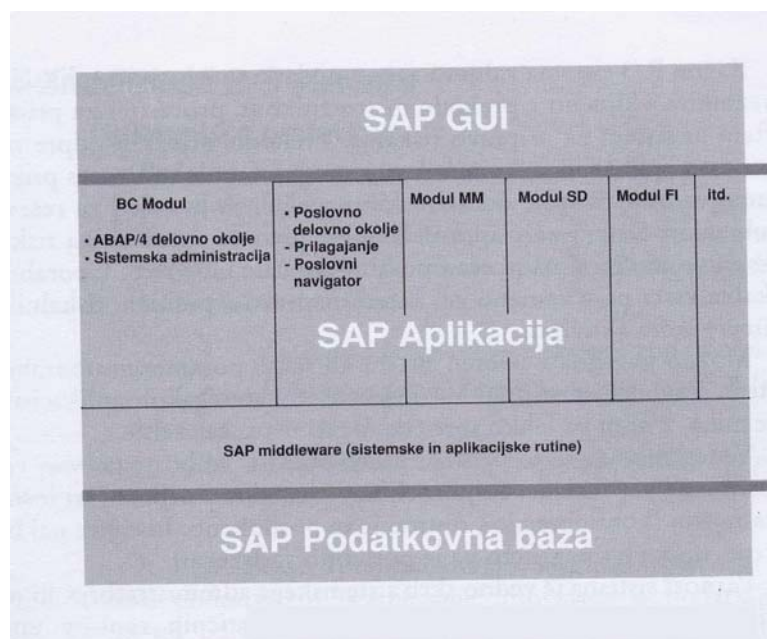 SAP GUI
BC Modul
• ABAP/4 delovno okolje
• Sistemska administracija
• Poslovno
delovno okolje
- Prilagajanje
- Poslovni
navigator
Modul MM
Modul SD
Modul FI
itd.
SAP Aplikacija
SAP middleware (sistemske in aplikacijske rutine)
SAP Podatkovna baza